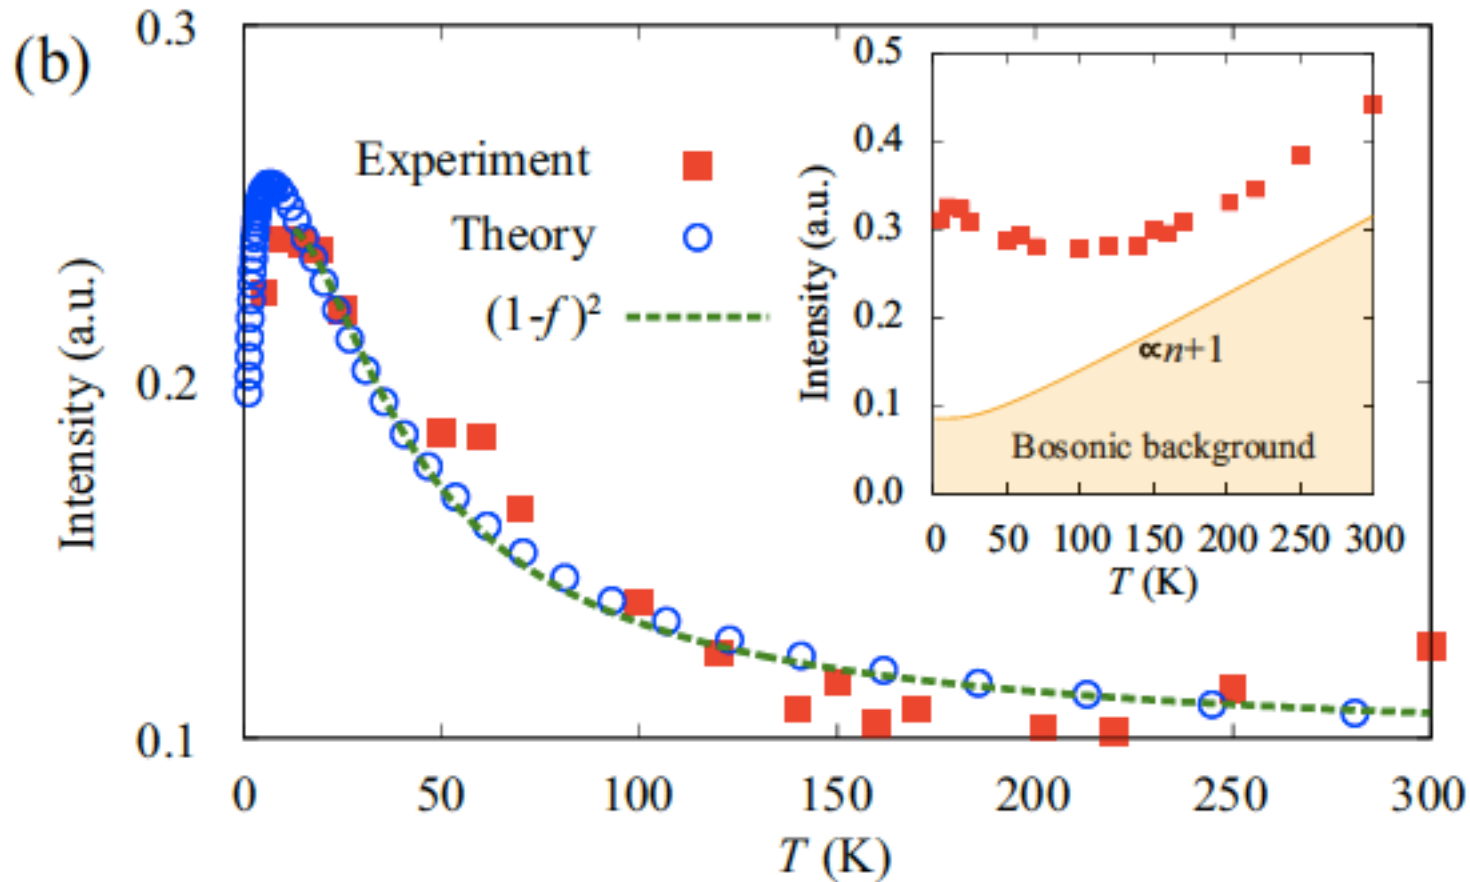 (b)
0.3
0.2
0.1
Intensity (a.u.)
Experiment
Theory
(1-f)²
0 50 100 150 200 250 300
T (K)
0.5
0.4
0.3
0.2
0.1
0.0
Intensity (a.u.)
∝n+1
Bosonic background
0 50 100 150 200 250 300
T (K)